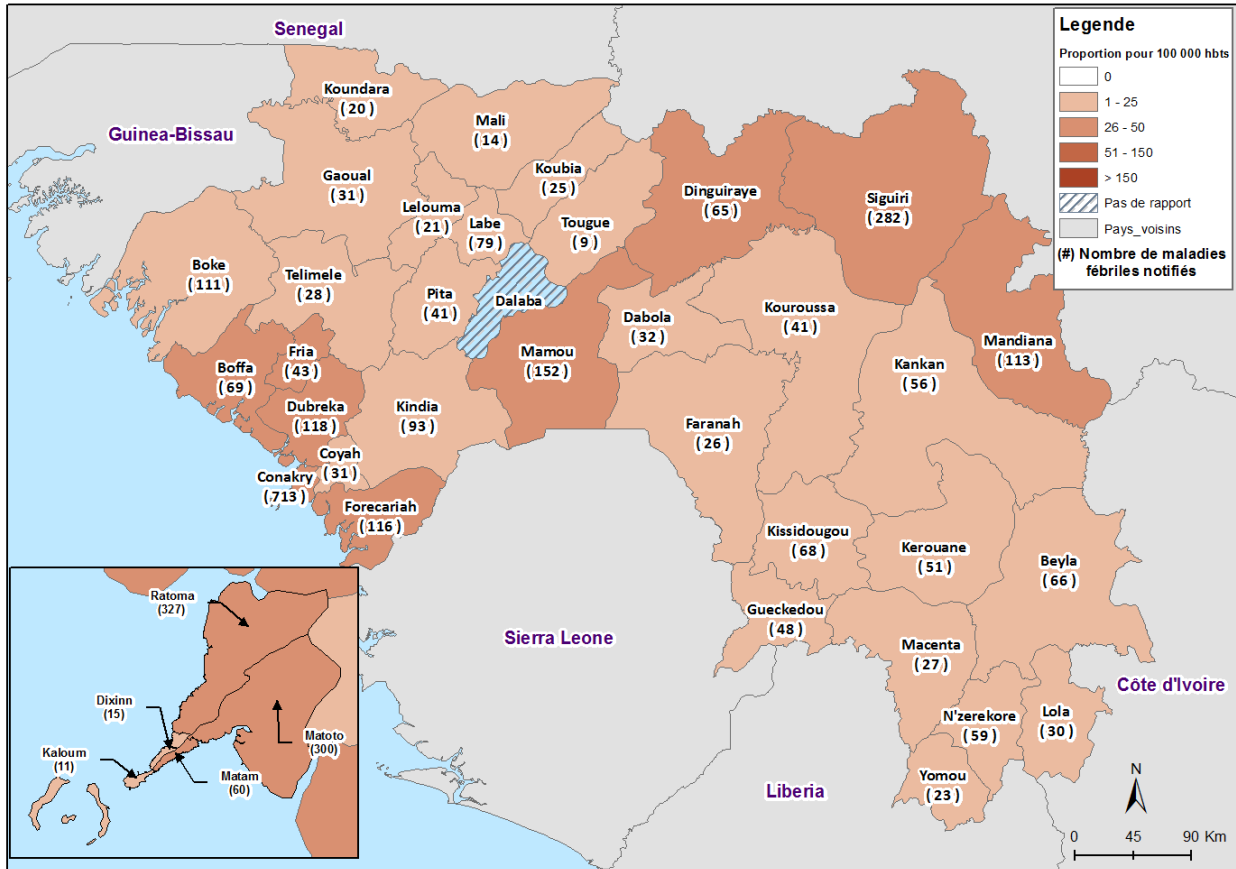 Senegal
Guinea-Bissau
Koundara
( 20 )
Mali
( 14 )
Gaoual
( 31 )
Koubia
( 25 )
Lelouma
( 21 )
Labe
( 79 )
Tougue
( 9 )
Dinguiraye
( 65 )
Siguiri
( 282 )
Boke
( 111 )
Telimele
( 28 )
Pita
( 41 )
Dalaba
Dabola
( 32 )
Kouroussa
( 41 )
Mandiana
( 113 )
Kankan
( 56 )
Boffa
( 69 )
Fria
( 43 )
Mamou
( 152 )
Dubreka
( 118 )
Kindia
( 93 )
Faranah
( 26 )
Coyah
( 31 )
Conakry
( 713 )
Forecariah
( 116 )
Kissidougou
( 68 )
Kerouane
( 51 )
Beyla
( 66 )
Gueckedou
( 48 )
Macenta
( 27 )
N'zerekore
( 59 )
Lola
( 30 )
Yomou
( 23 )
Sierra Leone
Liberia
Côte d'Ivoire
Legende
Proportion pour 100 000 hbts
0
1 - 25
26 - 50
51 - 150
> 150
Pas de rapport
Pays_voisins
(#) Nombre de maladies
fébriles notifiés
Ratoma
(327)
Dixinn
(15)
Kaloum
(11)
Matam
(60)
Matoto
(300)
N
0 45 90 Km